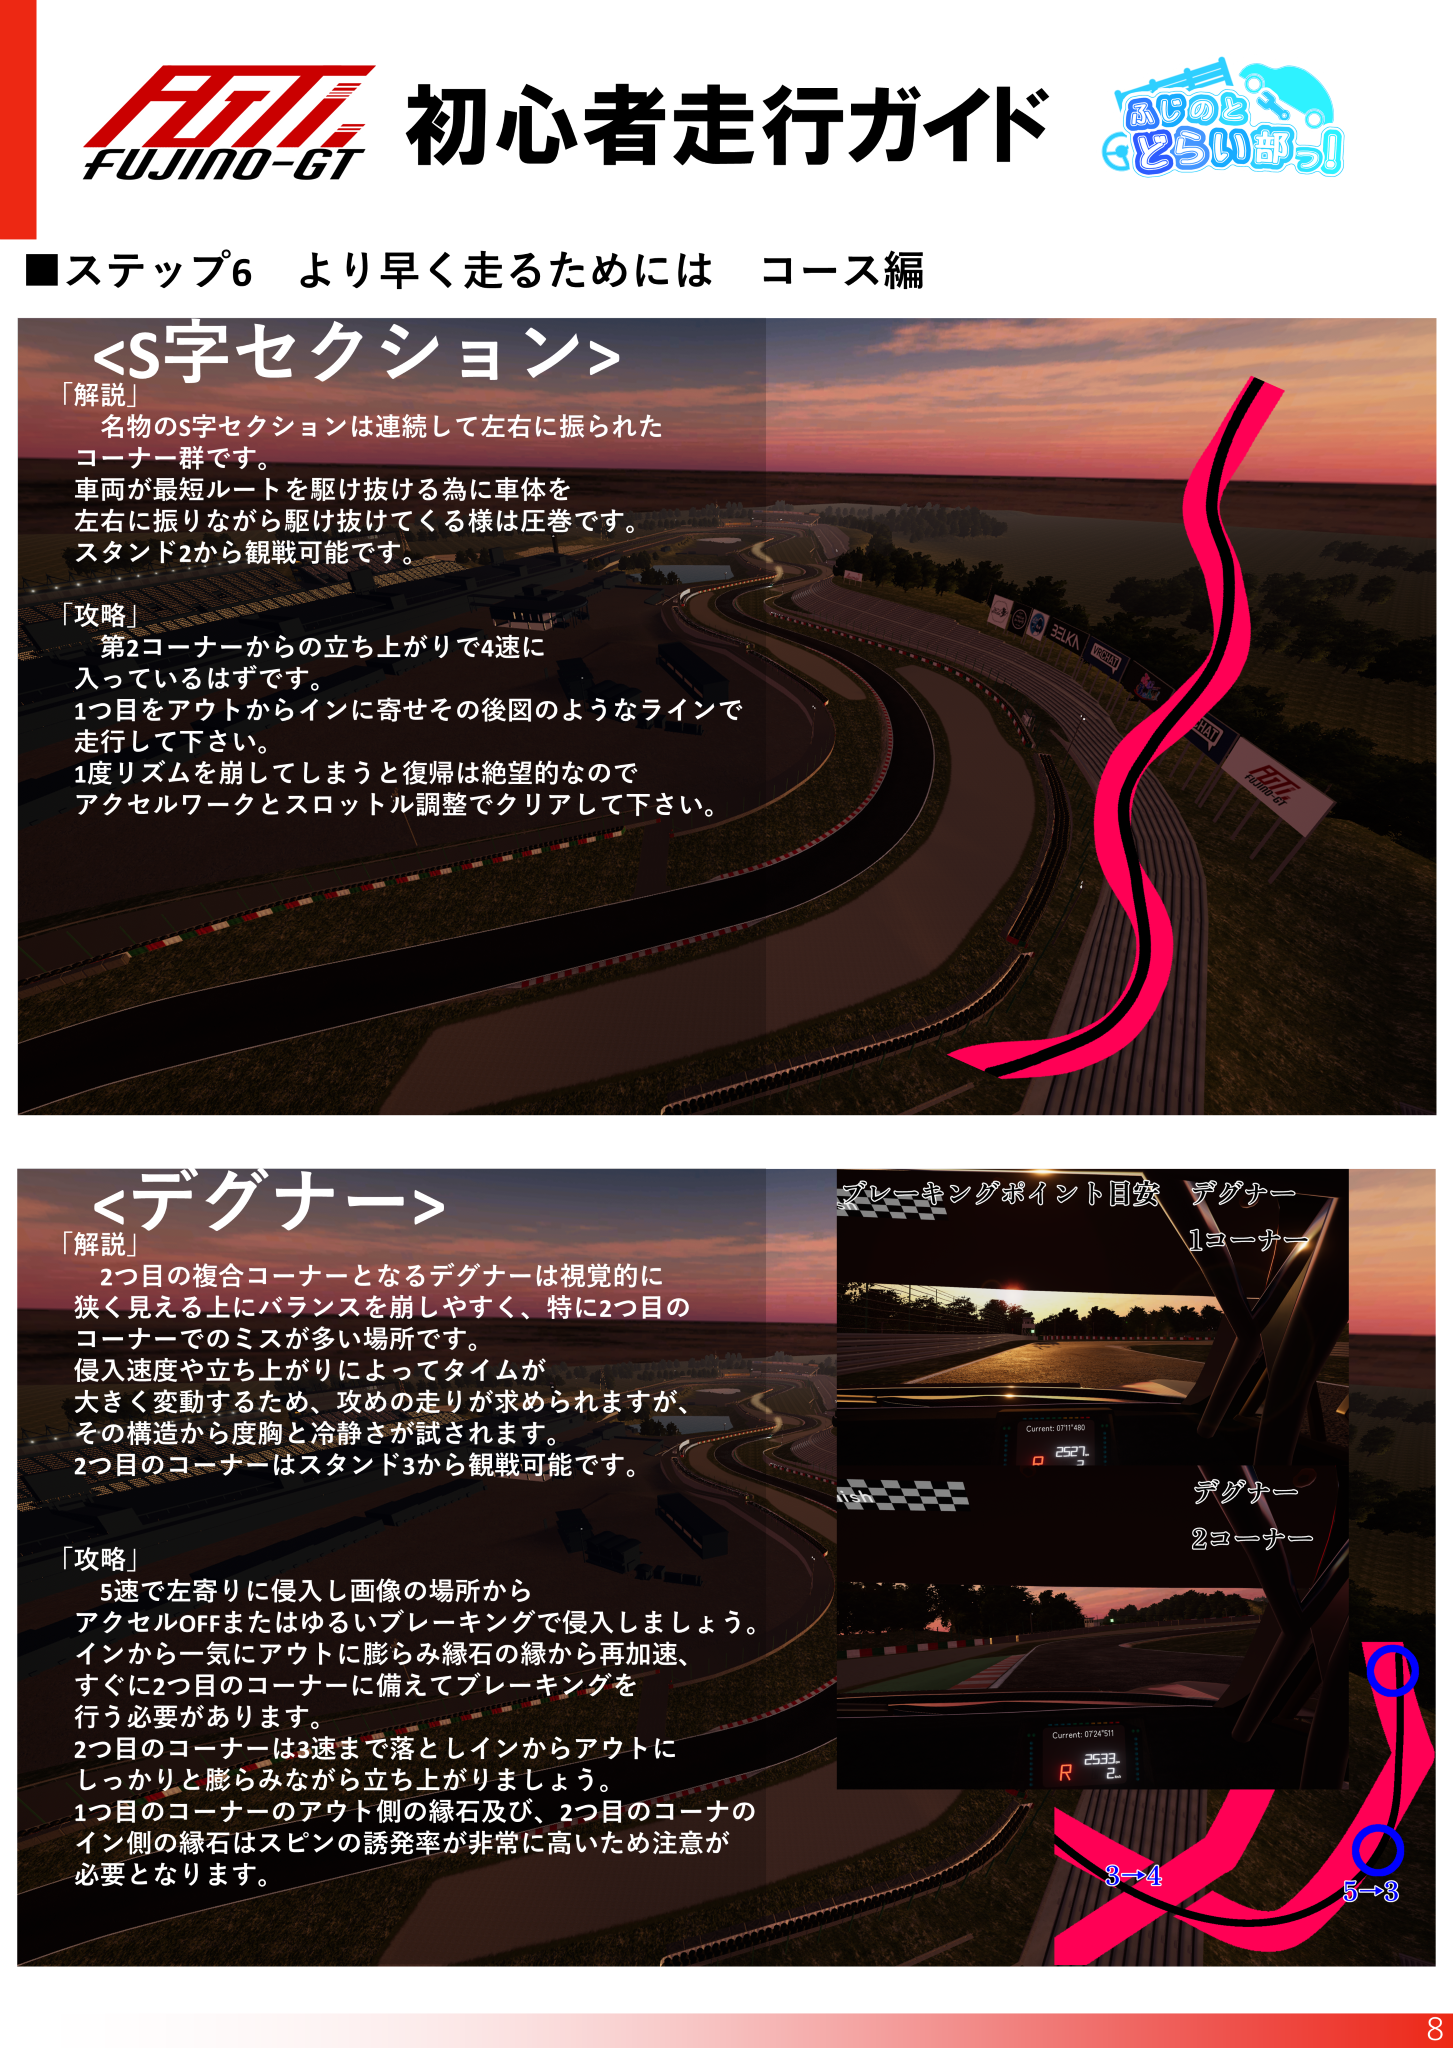 FUJINO-GT
初心者走行ガイド
ふじのと
どらい部っ!
■ステップ6　より早く走るためには　コース編
<S字セクション>
「解説」
名物のS字セクションは連続して左右に振られた
コーナー群です。
車両が最短ルートを駆け抜ける為に車体を
左右に振りながら駆け抜けてくる様は圧巻です。
スタンド2から観戦可能です。
「攻略」
第2コーナーからの立ち上がりで4速に
入っているはずです。
1つ目をアウトからインに寄せその後図のようなラインで
走行して下さい。
1度リズムを崩してしまうと復帰は絶望的なので
アクセルワークとスロットル調整でクリアして下さい。
VRCHAT
HAT
FUJINO-GT
<デグナー>
「解説」
2つ目の複合コーナーとなるデグナーは視覚的に
狭く見える上にバランスを崩しやすく、特に2つ目の
コーナーでのミスが多い場所です。
侵入速度や立ち上がりによってタイムが
大きく変動するため、攻めの走りが求められますが、
その構造から度胸と冷静さが試されます。
2つ目のコーナーはスタンド3から観戦可能です。
「攻略」
5速で左寄りに侵入し画像の場所から
アクセルOFFまたはゆるいブレーキングで侵入しましょう。
インから一気にアウトに膨らみ縁石の縁から再加速、
すぐに2つ目のコーナーに備えてブレーキングを
行う必要があります。
2つ目のコーナーは3速まで落としインからアウトに
しっかりと膨らみながら立ち上がりましょう。
1つ目のコーナーのアウト側の縁石及び、2つ目のコーナの
イン側の縁石はスピンの誘発率が非常に高いため注意が
必要となります。
ブレーキングポイント目安　デグナー
1コーナー
Current: 07'11"480
R
2527
デグナー
2コーナー
ish
Current: 07'24"511
R
2533
2
3→4
5→3
8